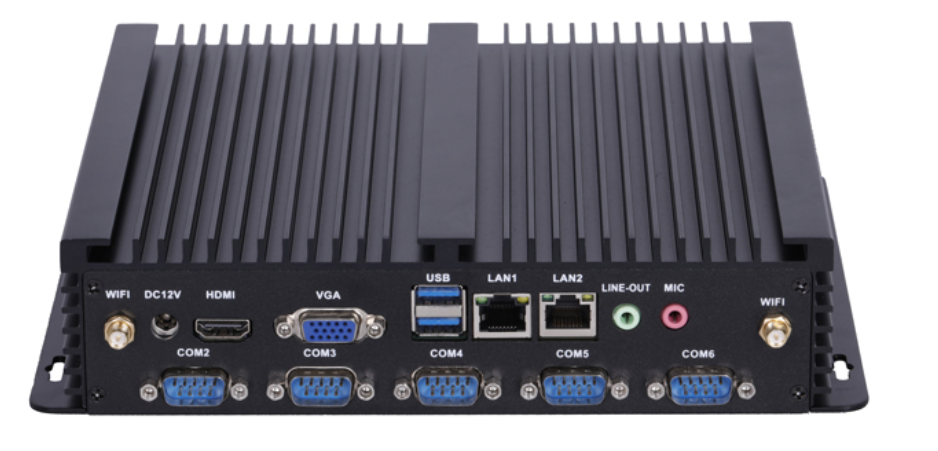 WIFI DC12V HDMI VGA USB LAN1 LAN2 LINE-OUT MIC WIFI
COM2 COM3 COM4 COM5 COM6